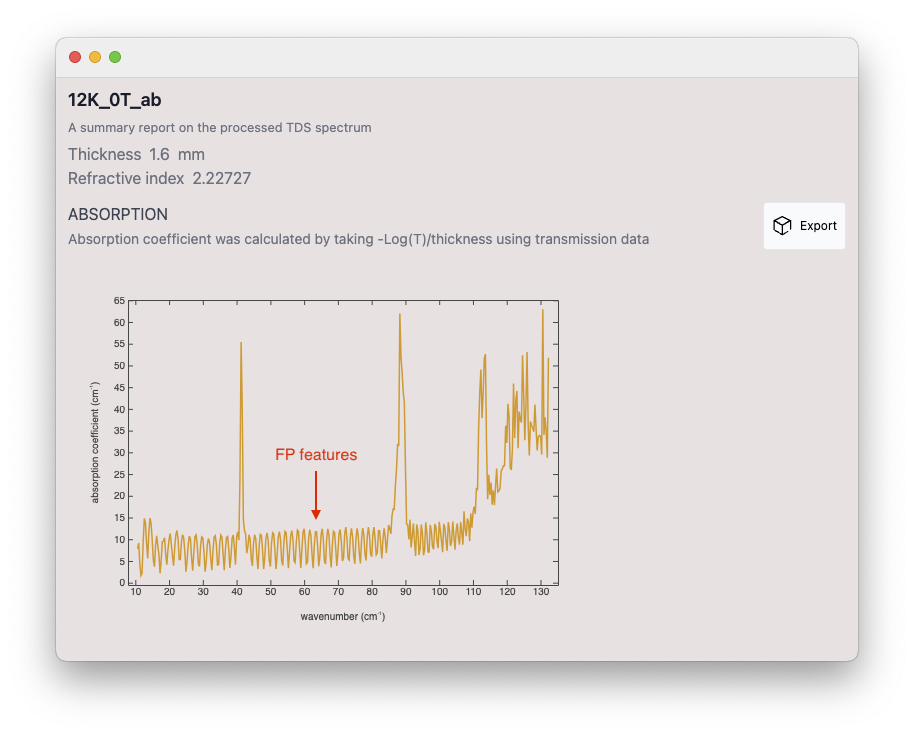 12K_0T_ab
A summary report on the processed TDS spectrum
Thickness 1.6 mm
Refractive index 2.22727
ABSORPTION
Absorption coefficient was calculated by taking -Log(T)/thickness using transmission data
Export
65
60
55
50
45
40
35
30
25
20
15
10
5
0
absorption coefficient (cm⁻¹)
FP features
10 20 30 40 50 60 70 80 90 100 110 120 130
wavenumber (cm⁻¹)